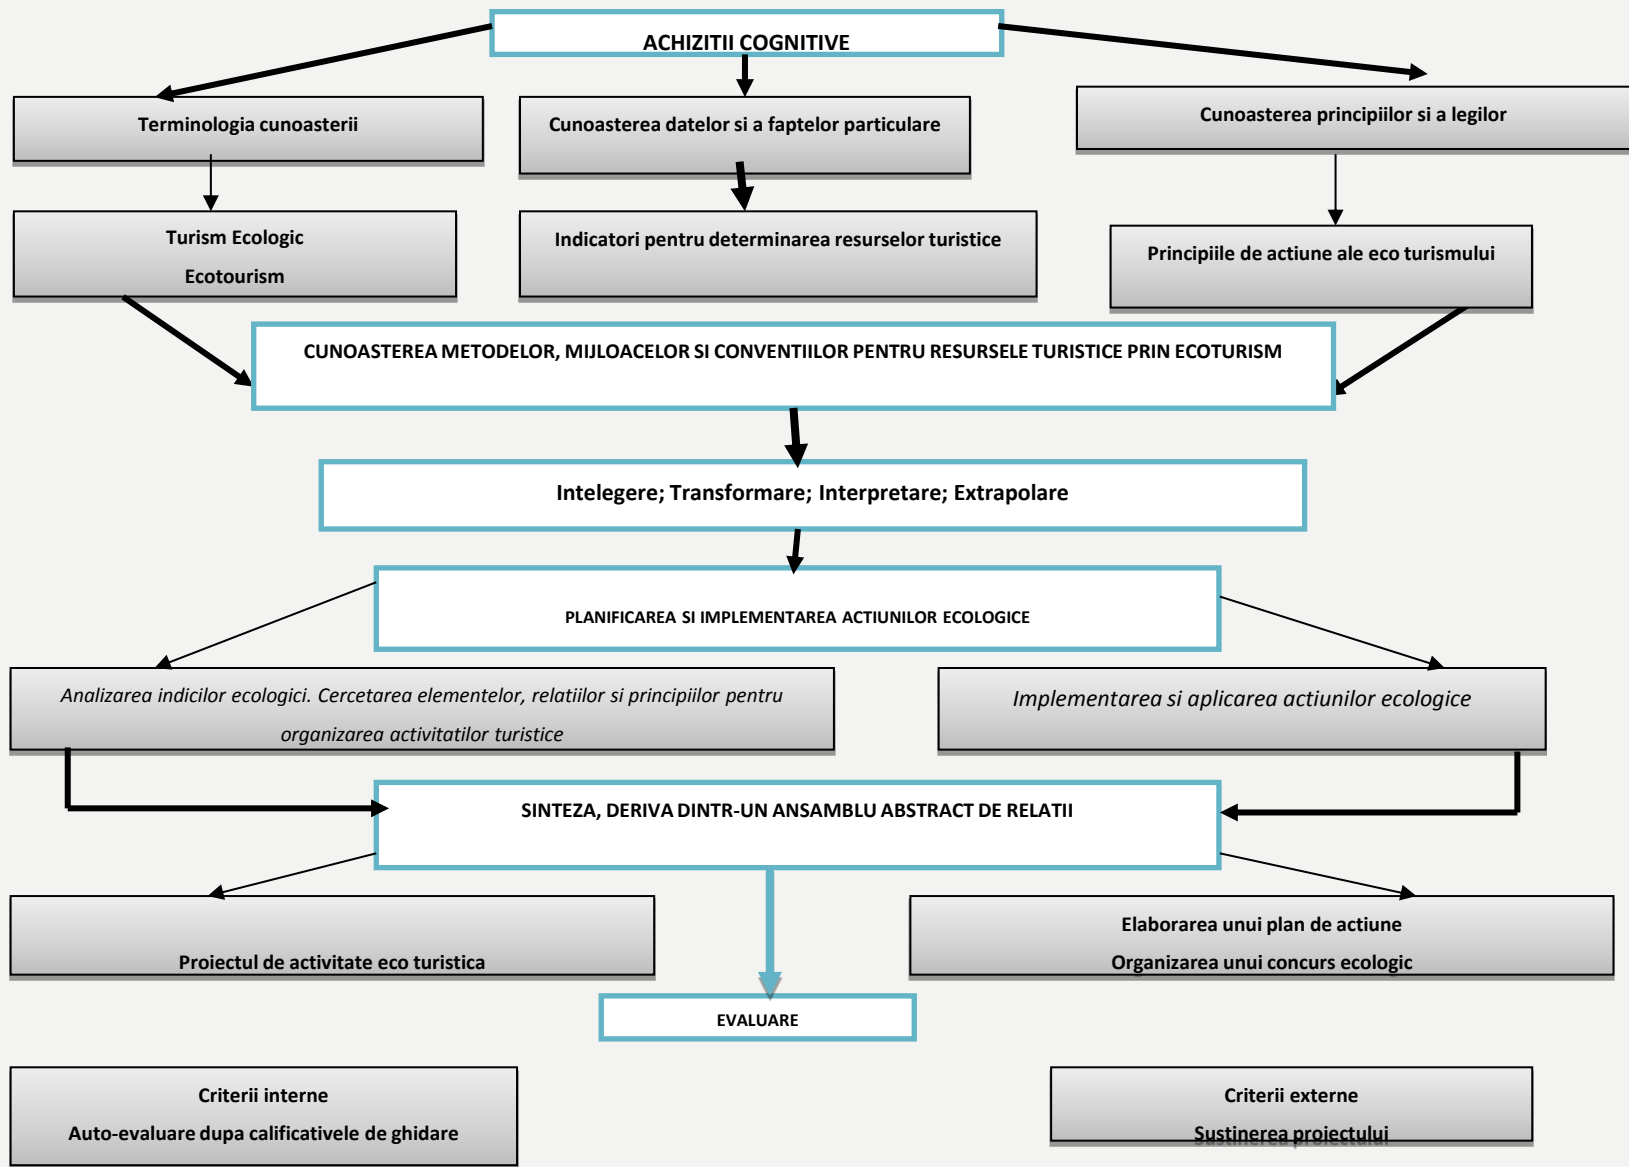 ACHIZITII COGNITIVE
Terminologia cunoasterii
Cunoasterea datelor si a faptelor particulare
Cunoasterea principiilor si a legilor
Turism Ecologic
Ecotourism
Indicatori pentru determinarea resurselor turistice
Principiile de actiune ale eco turismului
CUNOASTEREA METODELOR, MIJLOACELOR SI CONVENTIILOR PENTRU RESURSELE TURISTICE PRIN ECOTURISM
Intelegere; Transformare; Interpretare; Extrapolare
PLANIFICAREA SI IMPLEMENTAREA ACTIUNILOR ECOLOGICE
Analizarea indicilor ecologici. Cercetarea elementelor, relatiilor si principiilor pentru
organizarea activitatilor turistice
Implementarea si aplicarea actiunilor ecologice
SINTEZA, DERIVA DINTR-UN ANSAMBLU ABSTRACT DE RELATII
Proiectul de activitate eco turistica
Elaborarea unui plan de actiune
Organizarea unui concurs ecologic
EVALUARE
Criterii interne
Auto-evaluare dupa calificativele de ghidare
Criterii externe
Sustinerea proiectului